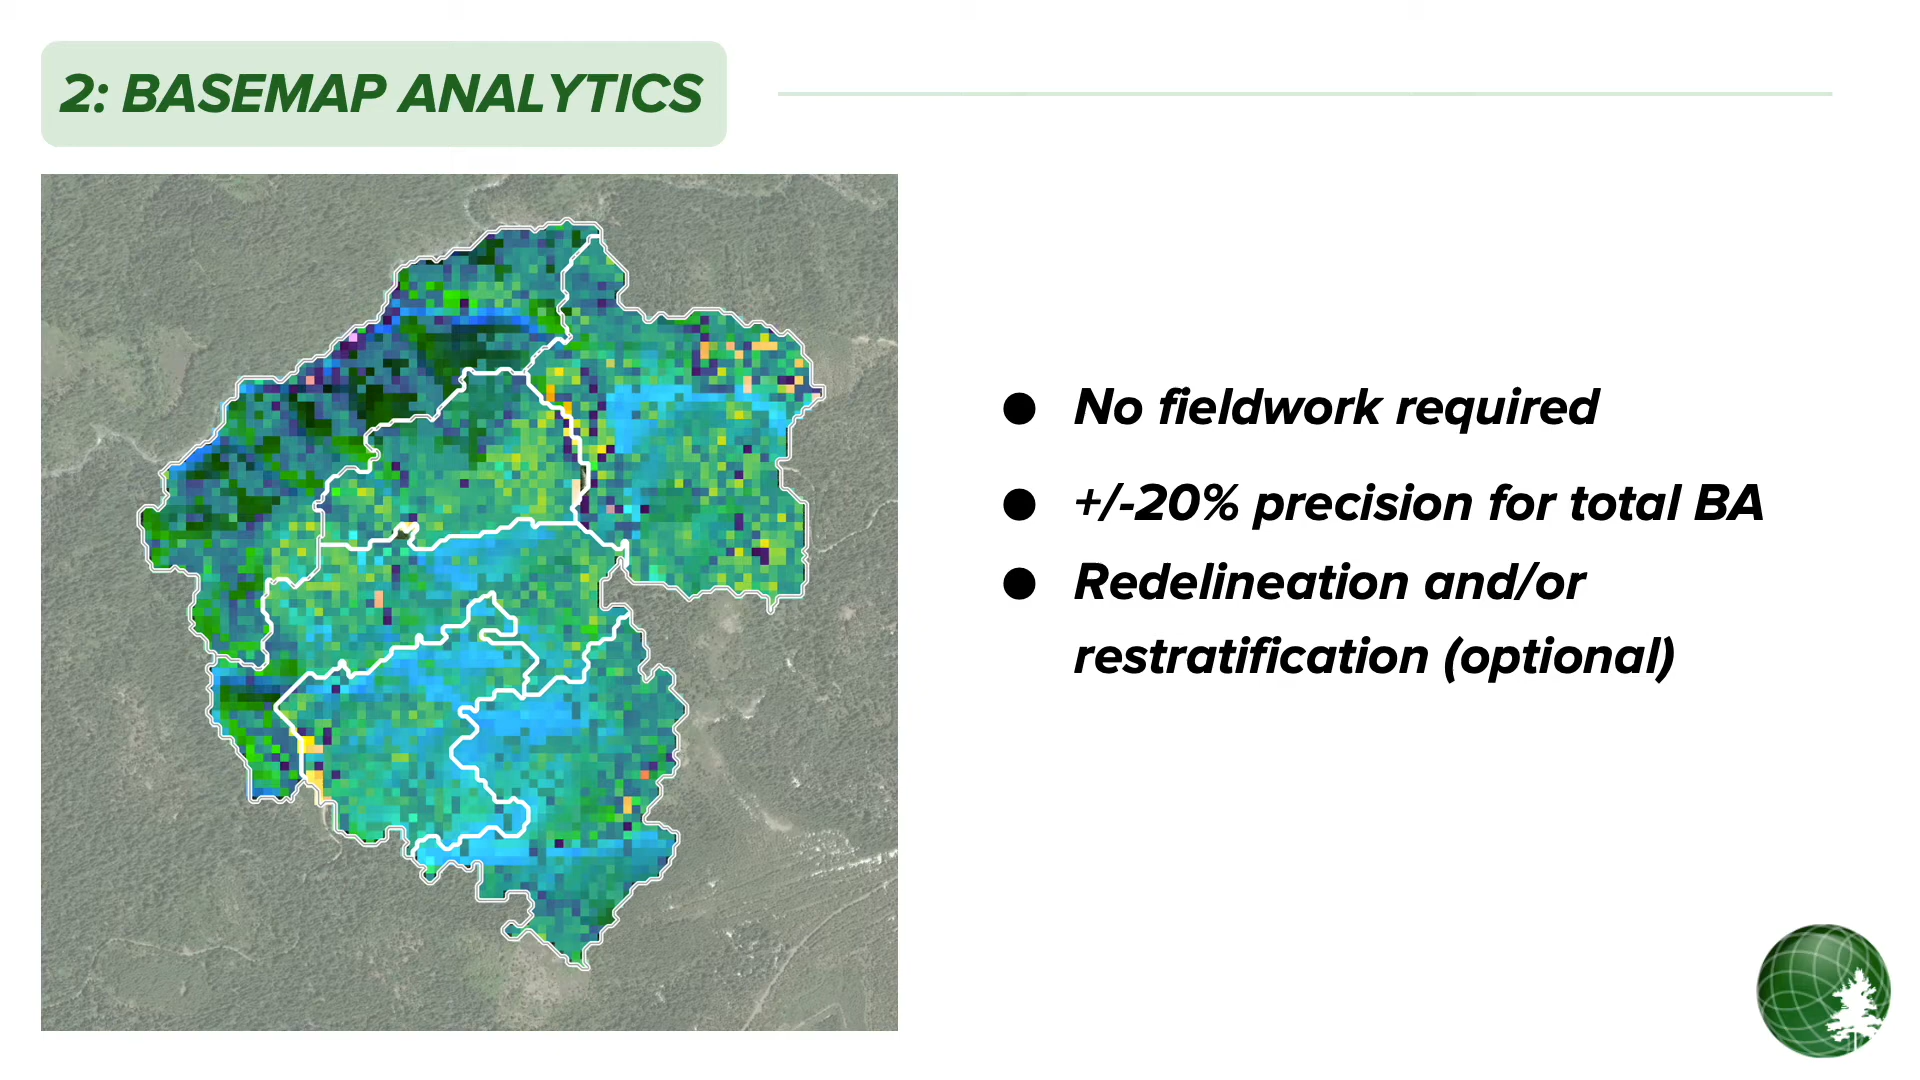 2: BASEMAP ANALYTICS
● No fieldwork required
● +/-20% precision for total BA
● Redelineation and/or
restratification (optional)